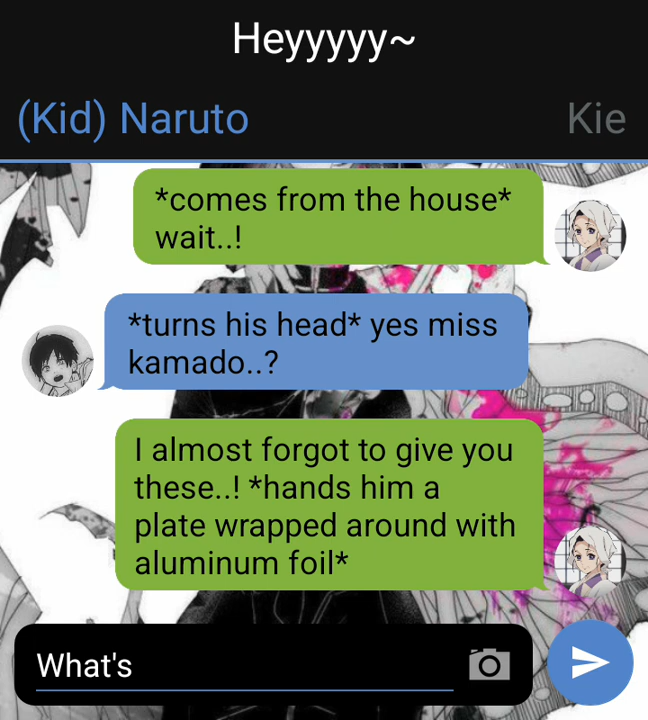 Heyyyyy~
(Kid) Naruto
Kie
*comes from the house*
wait..!
*turns his head* yes miss
kamado..?
I almost forgot to give you
these..! *hands him a
plate wrapped around with
aluminum foil*
What's